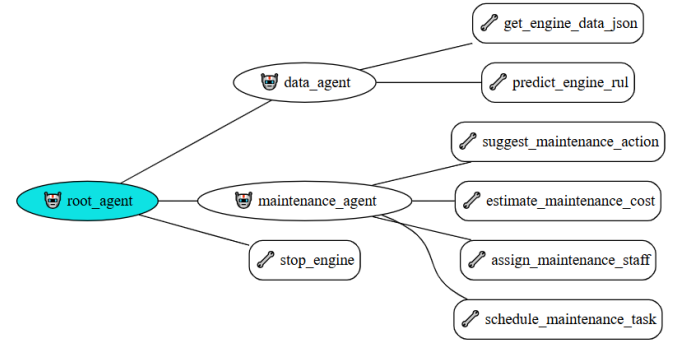 get_engine_data_json
data_agent
predict_engine_rul
suggest_maintenance_action
root_agent
maintenance_agent
estimate_maintenance_cost
stop_engine
assign_maintenance_staff
schedule_maintenance_task